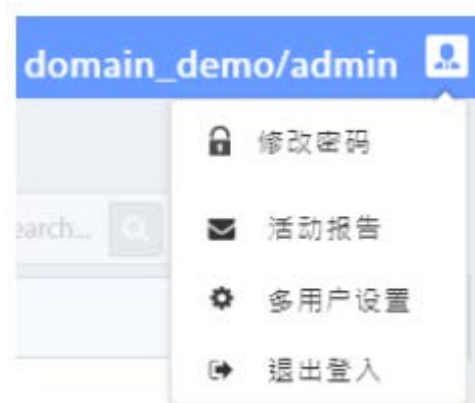 domain_demo/admin
修改密码
earch...
活动报告
多用户设置
退出登入